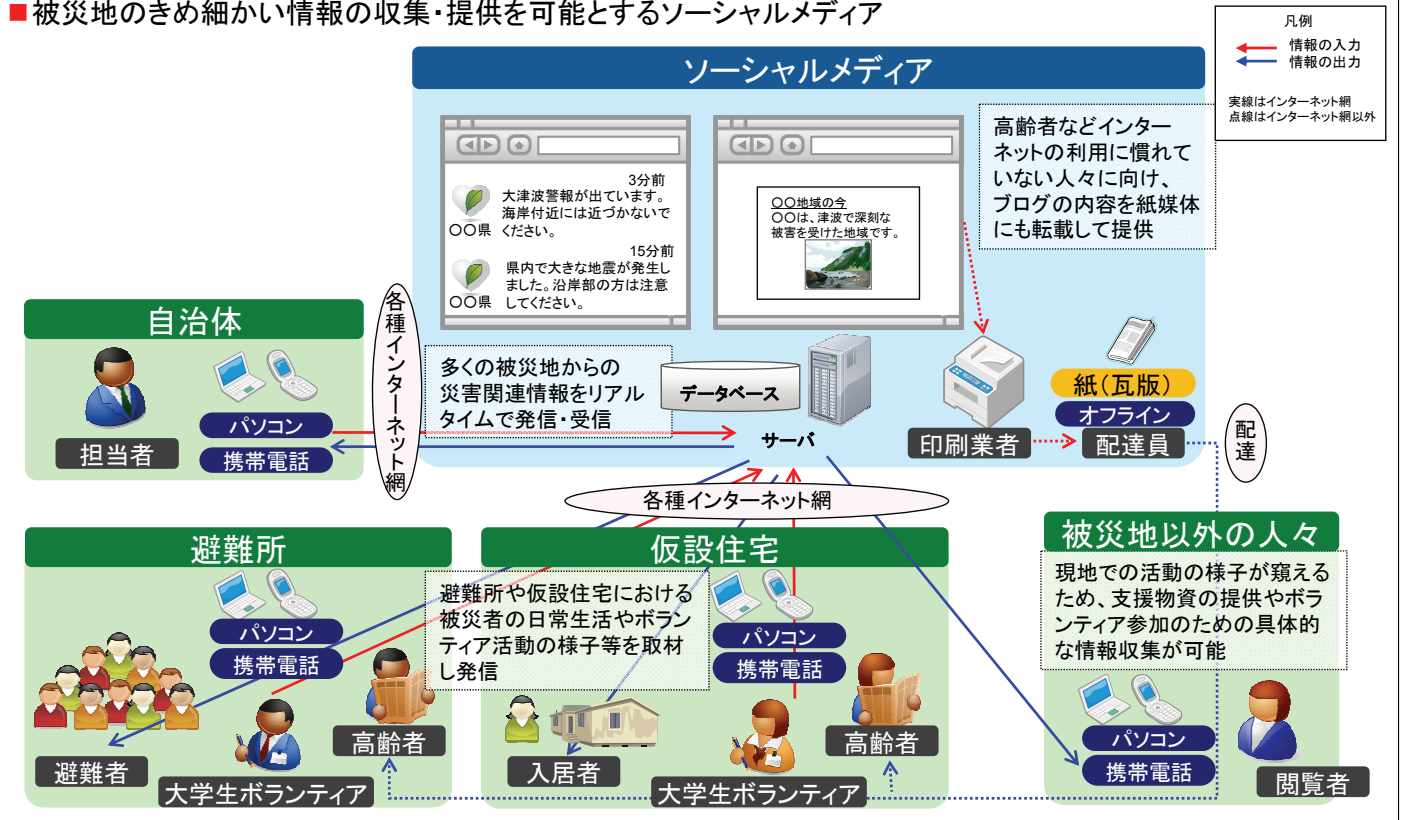 ■被災地のきめ細かい情報の収集・提供を可能とするソーシャルメディア
凡例
情報の入力
情報の出力
実線はインターネット網
点線はインターネット網以外
ソーシャルメディア
3分前
大津波警報が出ています。
海岸付近には近づかないで
ください。
〇〇県
15分前
県内で大きな地震が発生し
ました。沿岸部の方は注意
してください。
〇〇県
〇〇地域の今
〇〇は、津波で深刻な
被害を受けた地域です。
高齢者などインター
ネットの利用に慣れて
いない人々に向け、
ブログの内容を紙媒体
にも転載して提供
自治体
担当者
パソコン
携帯電話
各種インターネット網
多くの被災地からの
災害関連情報をリアル
タイムで発信・受信
データベース
サーバ
印刷業者
紙(瓦版)
オフライン
配達員
配達
各種インターネット網
避難所
パソコン
携帯電話
避難者
大学生ボランティア
高齢者
避難所や仮設住宅における
被災者の日常生活やボラン
ティア活動の様子等を取材
し発信
仮設住宅
パソコン
携帯電話
入居者
大学生ボランティア
高齢者
被災地以外の人々
現地での活動の様子が窺える
ため、支援物資の提供やボラ
ンティア参加のための具体的
な情報収集が可能
パソコン
携帯電話
閲覧者